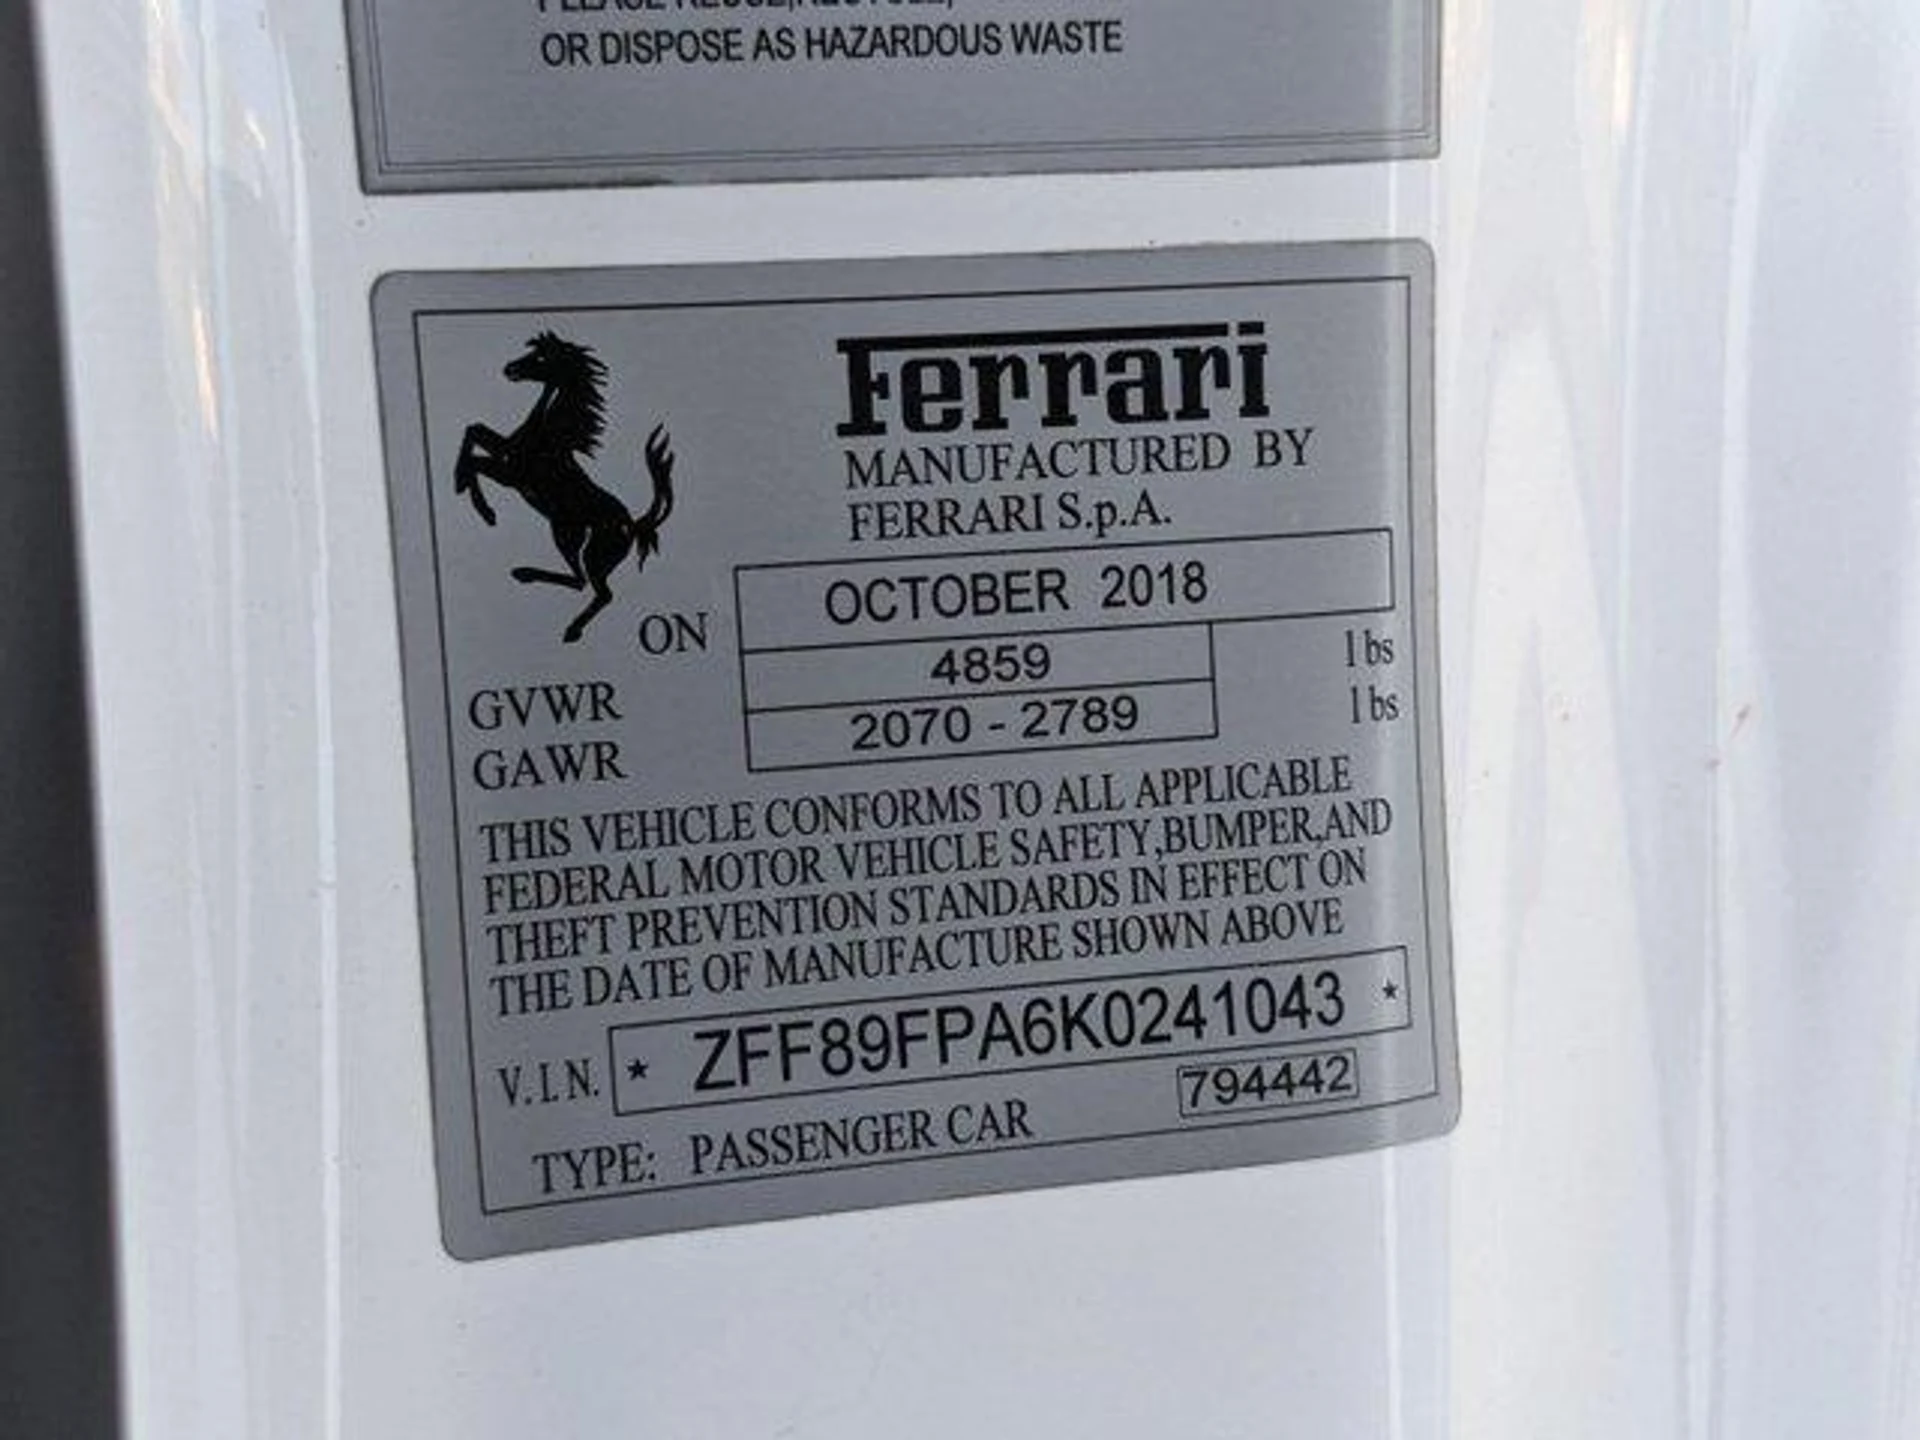 OR DISPOSE AS HAZARDOUS WASTE
Ferrari
MANUFACTURED BY
FERRARI S.p.A.
ON OCTOBER 2018
GVWR 4859 lbs
GAWR 2070 - 2789 lbs
THIS VEHICLE CONFORMS TO ALL APPLICABLE
FEDERAL MOTOR VEHICLE SAFETY,BUMPER,AND
THEFT PREVENTION STANDARDS IN EFFECT ON
THE DATE OF MANUFACTURE SHOWN ABOVE
V.I.N. * ZFF89FPA6K0241043 *
794442
TYPE: PASSENGER CAR